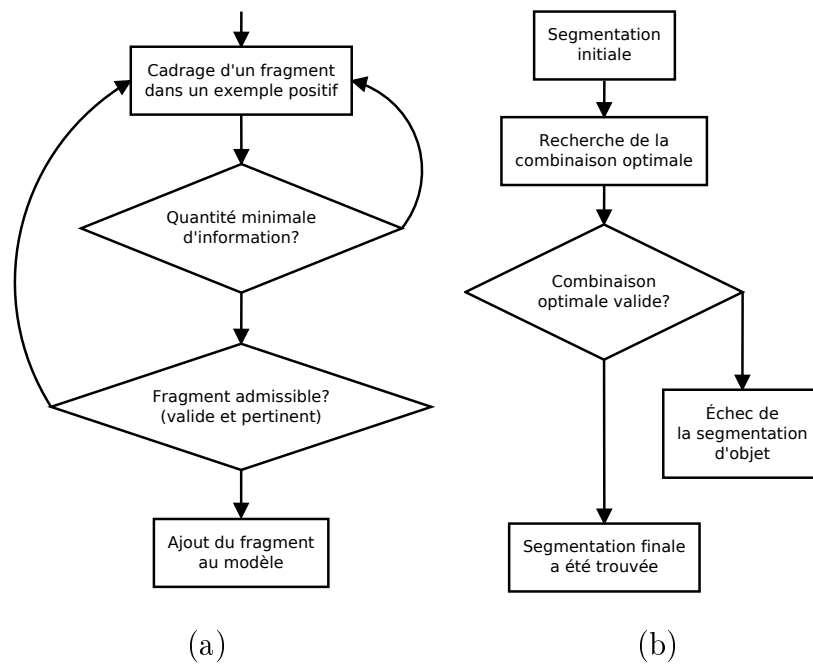 Cadrage d'un fragment
dans un exemple positif
Quantité minimale
d'information?
Fragment admissible?
(valide et pertinent)
Ajout du fragment
au modèle
(a)
Segmentation
initiale
Recherche de la
combinaison optimale
Combinaison
optimale valide?
Échec de
la segmentation
d'objet
Segmentation finale
a été trouvée
(b)